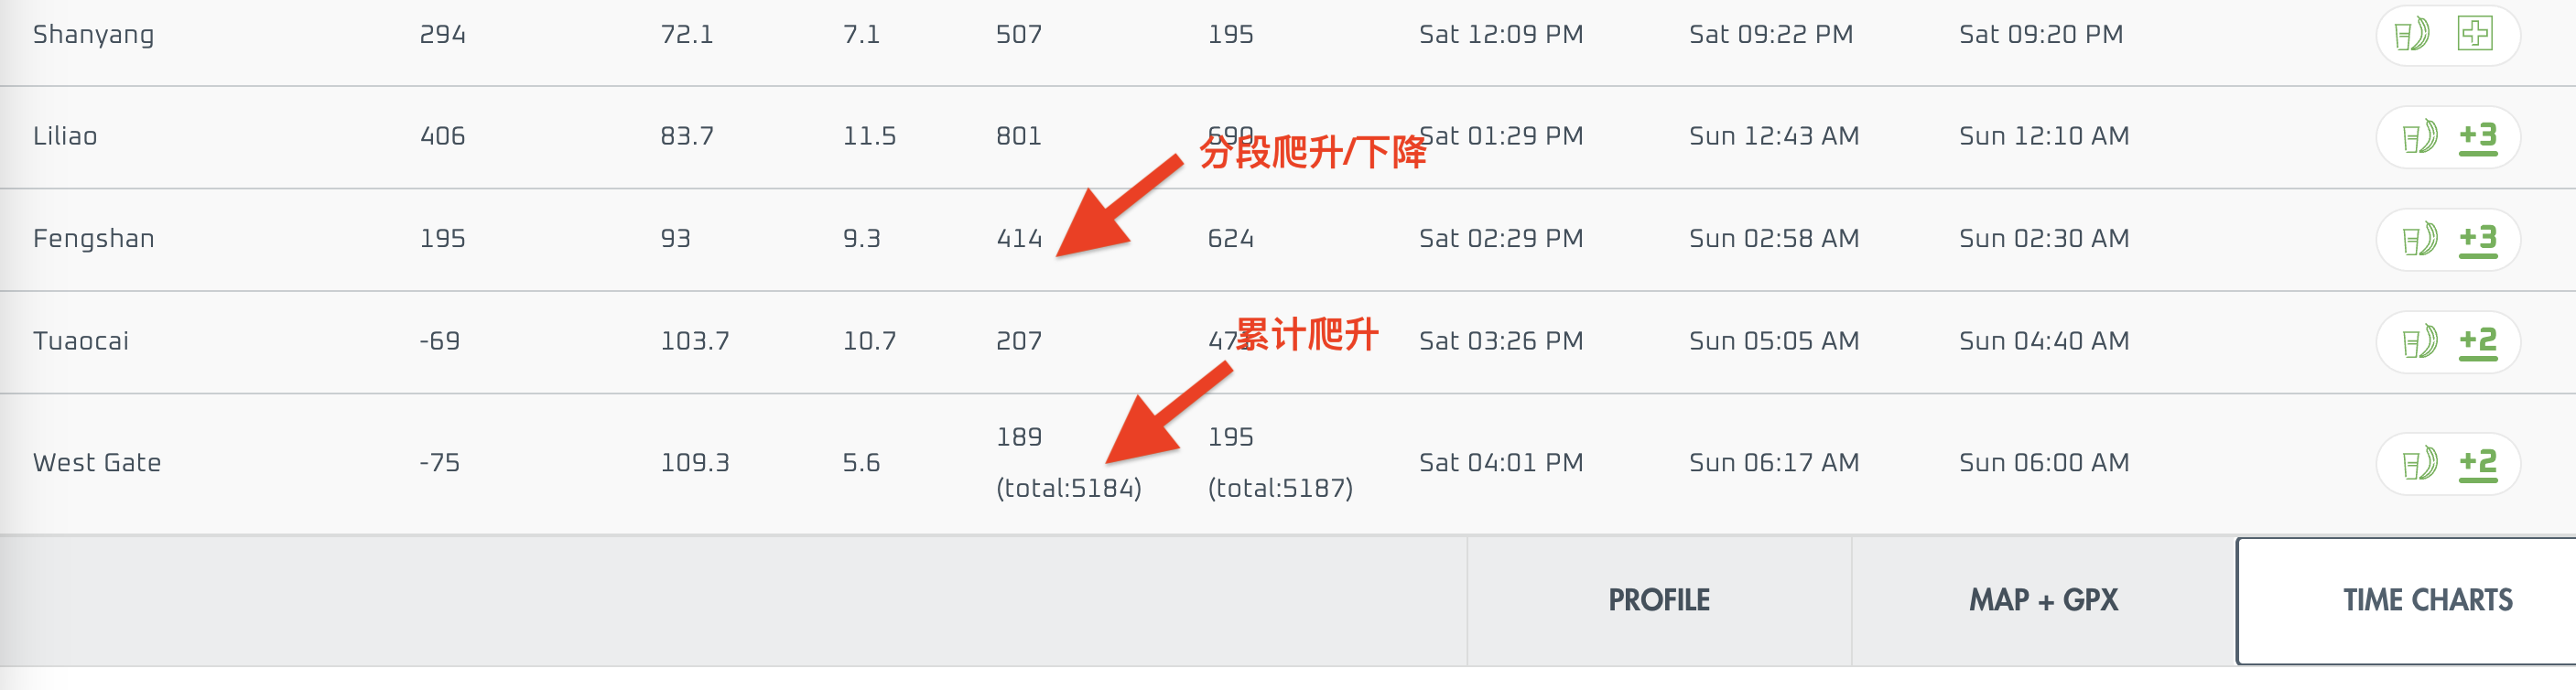 Shanyang 294 72.1 7.1 507 195 Sat 12:09 PM Sat 09:22 PM Sat 09:20 PM
Liliao 406 83.7 11.5 801 690 Sat 01:29 PM Sun 12:43 AM Sun 12:10 AM +3
分段爬升/下降
Fengshan 195 93 9.3 414 624 Sat 02:29 PM Sun 02:58 AM Sun 02:30 AM +3
累计爬升
Tuaocai -69 103.7 10.7 207 Sat 03:26 PM Sun 05:05 AM Sun 04:40 AM +2
West Gate -75 109.3 5.6 189 (total:5184) 195 (total:5187) Sat 04:01 PM Sun 06:17 AM Sun 06:00 AM +2
PROFILE MAP + GPX TIME CHARTS